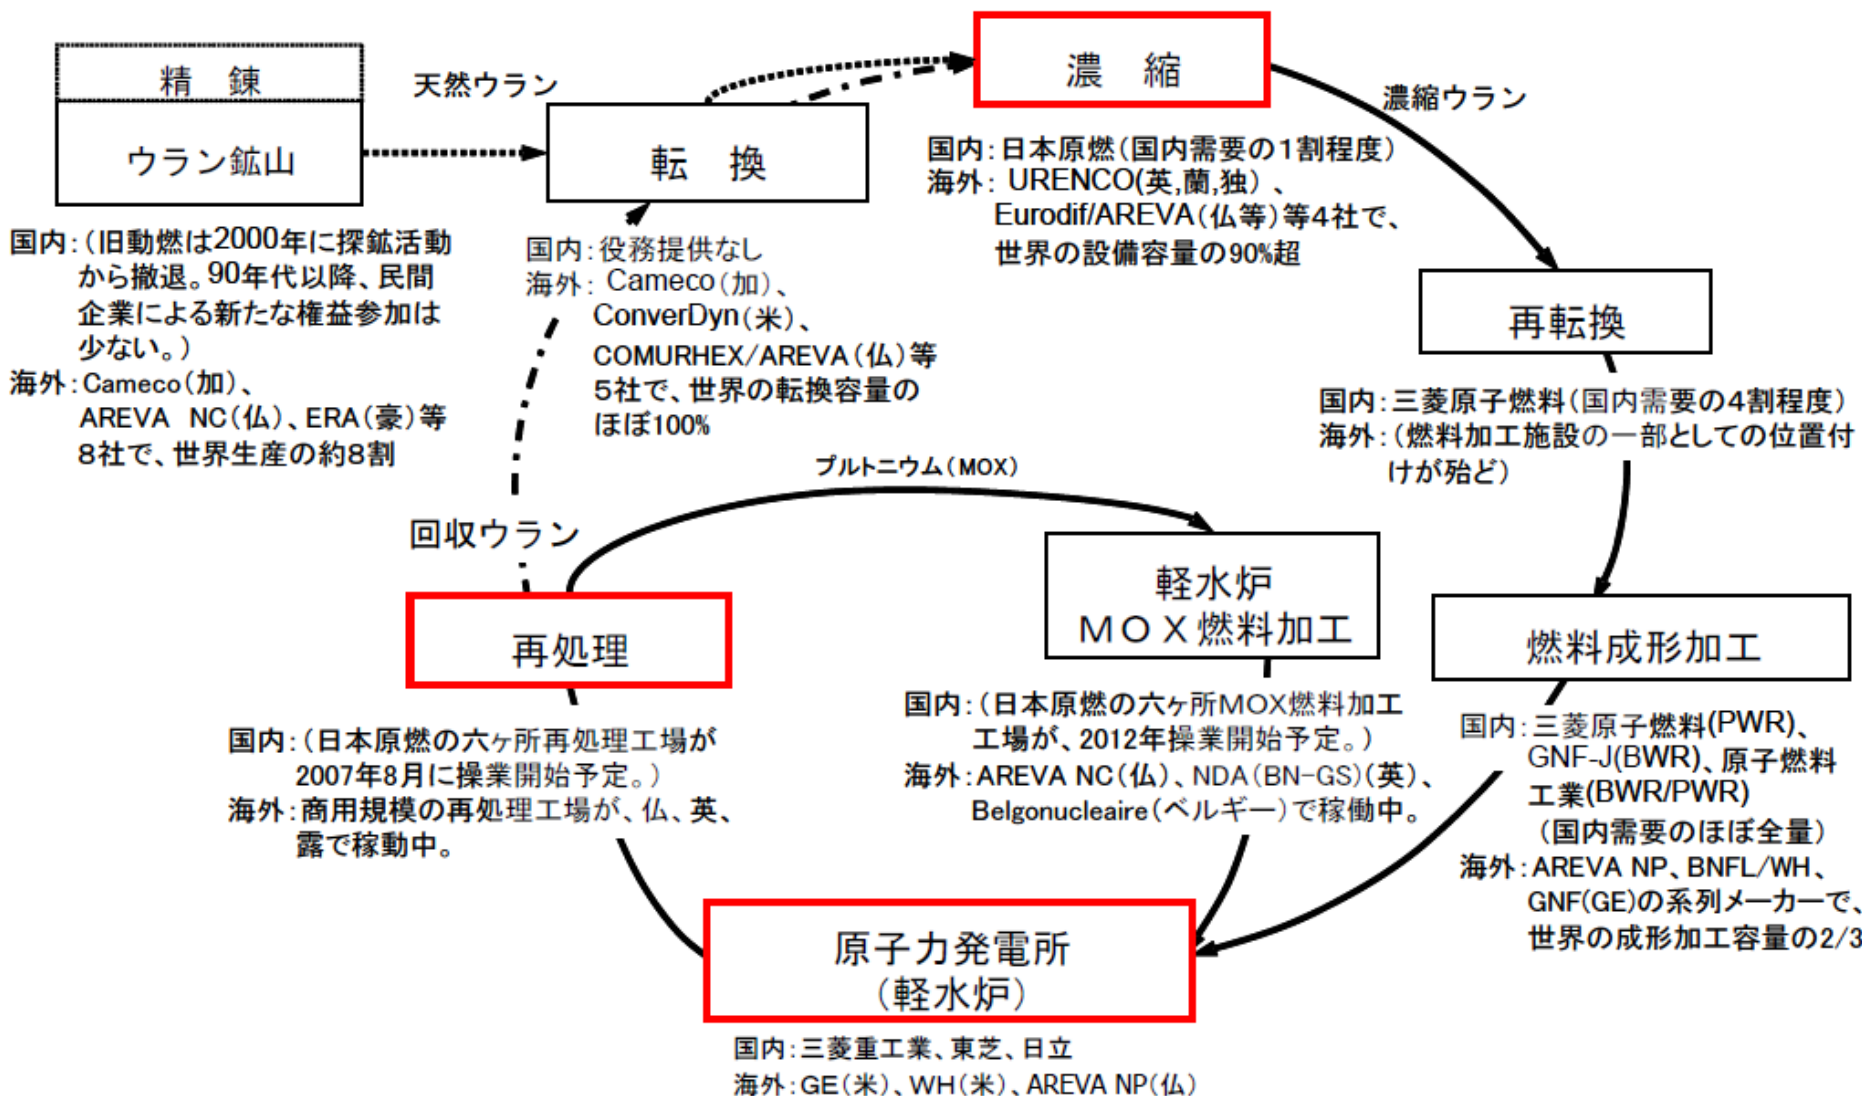 精　錬
ウラン鉱山
国内：（旧動燃は2000年に探鉱活動
から撤退。90年代以降、民間
企業による新たな権益参加は
少ない。）
海外：Cameco（加）、
AREVA NC（仏）、ERA（豪）等
８社で、世界生産の約８割
天然ウラン
転　換
国内：役務提供なし
海外： Cameco（加）、
ConverDyn（米）、
COMURHEX/AREVA（仏）等
５社で、世界の転換容量の
ほぼ100%
濃　縮
国内：日本原燃（国内需要の１割程度）
海外： URENCO(英,蘭,独）、
Eurodif/AREVA（仏等）等４社で、
世界の設備容量の90%超
濃縮ウラン
再転換
国内：三菱原子燃料（国内需要の４割程度）
海外：（燃料加工施設の一部としての位置付
けが殆ど）
燃料成形加工
国内：三菱原子燃料(PWR)、
GNF-J(BWR)、原子燃料
工業(BWR/PWR)
（国内需要のほぼ全量）
海外：AREVA NP、BNFL/WH、
GNF(GE)の系列メーカーで、
世界の成形加工容量の2/3
プルトニウム（MOX）
軽水炉
ＭＯＸ燃料加工
国内：（日本原燃の六ヶ所MOX燃料加工
工場が、2012年操業開始予定。）
海外：AREVA NC（仏）、NDA（BN-GS）（英）、
Belgonucleaire（ベルギー）で稼働中。
回収ウラン
再処理
国内：（日本原燃の六ヶ所再処理工場が
2007年８月に操業開始予定。）
海外：商用規模の再処理工場が、仏、英、
露で稼動中。
原子力発電所
（軽水炉）
国内：三菱重工業、東芝、日立
海外：GE（米）、WH（米）、AREVA NP（仏）